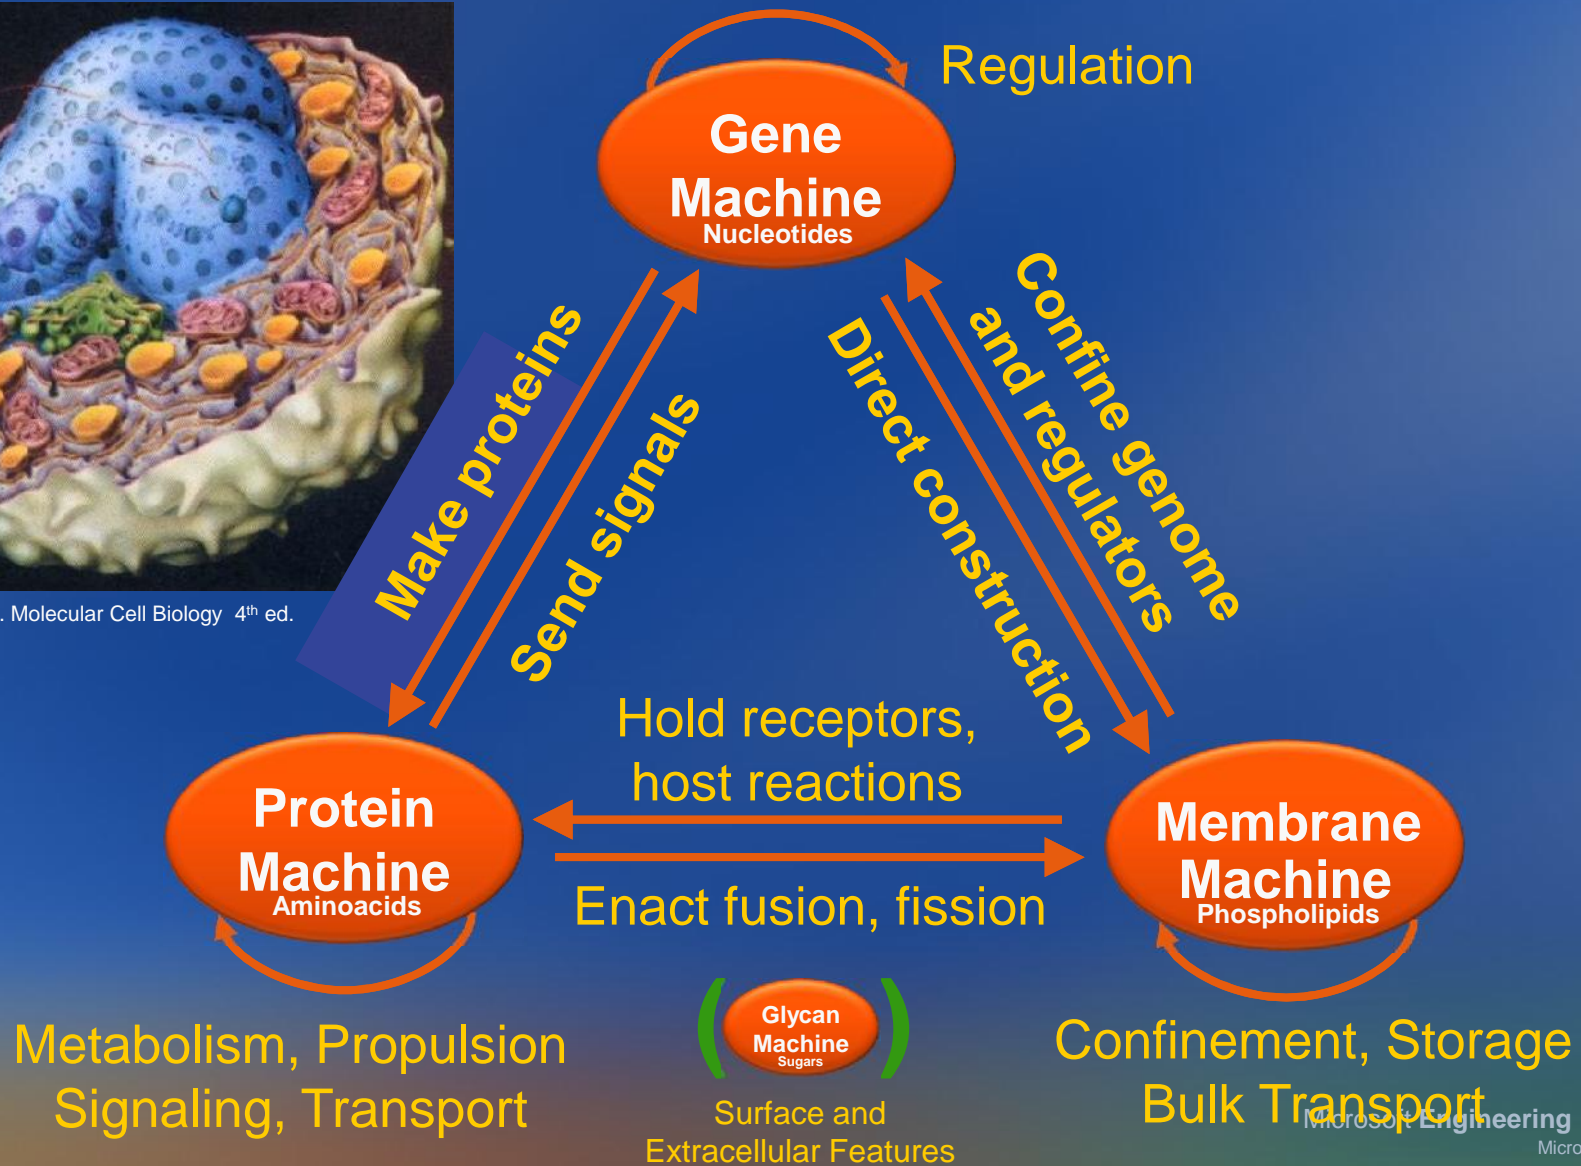 Regulation
Gene
Machine
Nucleotides
. Molecular Cell Biology 4th ed.
Make proteins
Send signals
Direct construction
Confine genome
and regulators
Hold receptors,
host reactions
Protein
Machine
Aminoacids
Membrane
Machine
Phospholipids
Enact fusion, fission
Metabolism, Propulsion
Signaling, Transport
Glycan
Machine
Sugars
Surface and
Extracellular Features
Confinement, Storage
Bulk Transport
Microsoft Engineering
Micro